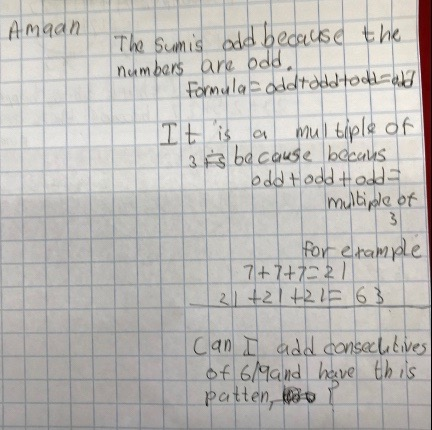 Amaan
The sum is odd because the
numbers are odd.
Formula = odd+odd+odd=odd
It is a multiple of
3 because becaus
odd+odd+odd=
multiple of
3
for example
7+7+7=21
21+21+21= 63
Can I add consecutives
of 6/9 and have this
patten, ?